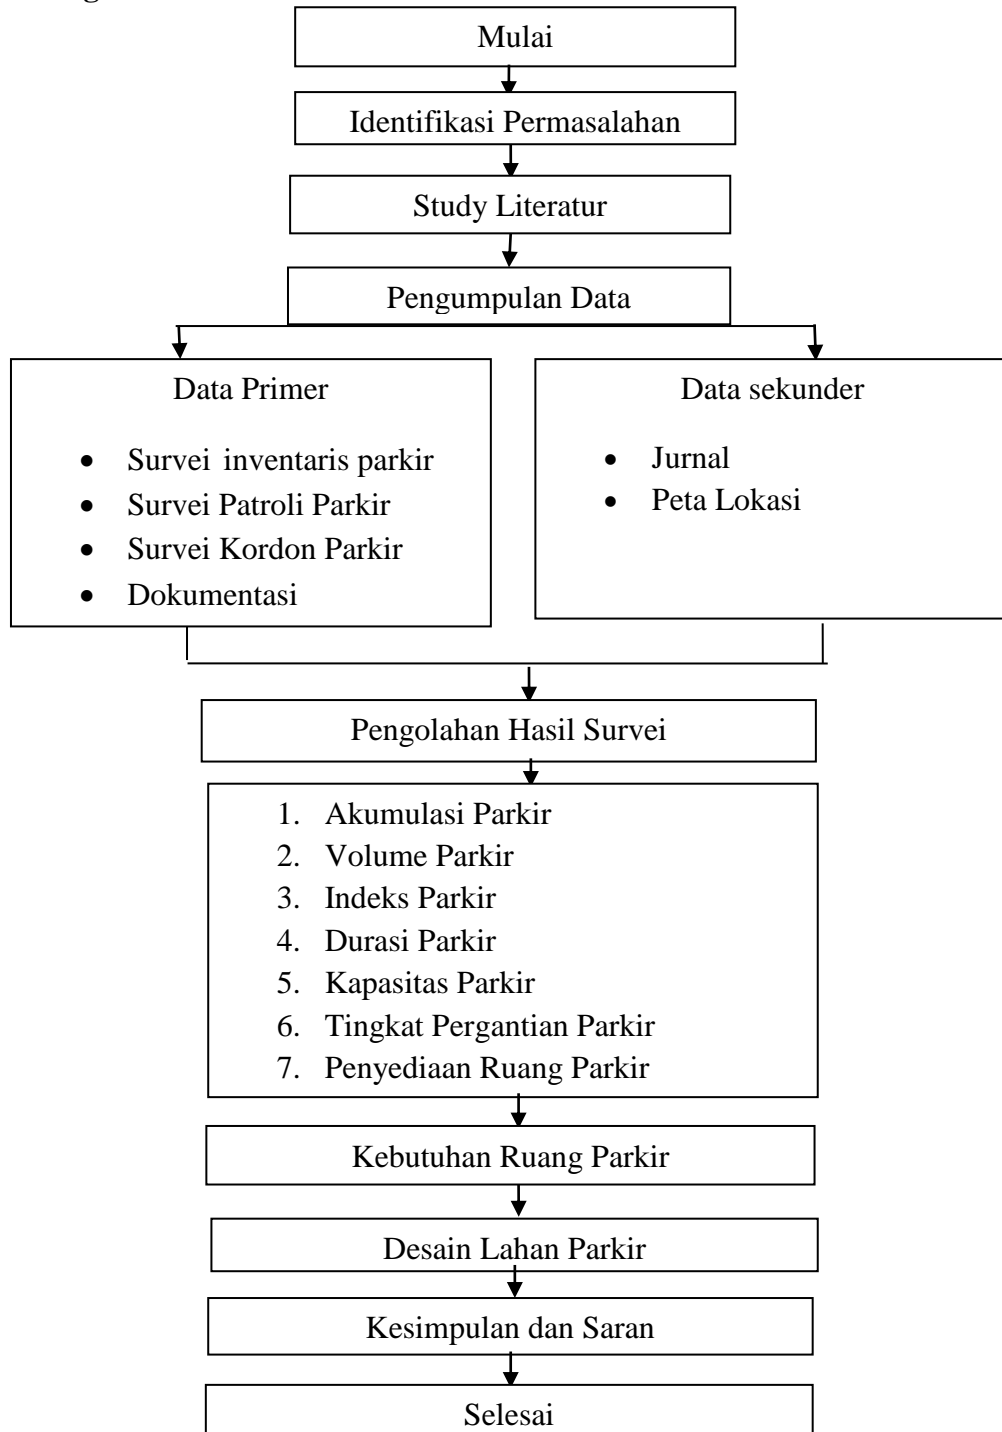 Mulai
Identifikasi Permasalahan
Study Literatur
Pengumpulan Data
Data Primer
• Survei inventaris parkir
• Survei Patroli Parkir
• Survei Kordon Parkir
• Dokumentasi
Data sekunder
• Jurnal
• Peta Lokasi
Pengolahan Hasil Survei
1. Akumulasi Parkir
2. Volume Parkir
3. Indeks Parkir
4. Durasi Parkir
5. Kapasitas Parkir
6. Tingkat Pergantian Parkir
7. Penyediaan Ruang Parkir
Kebutuhan Ruang Parkir
Desain Lahan Parkir
Kesimpulan dan Saran
Selesai